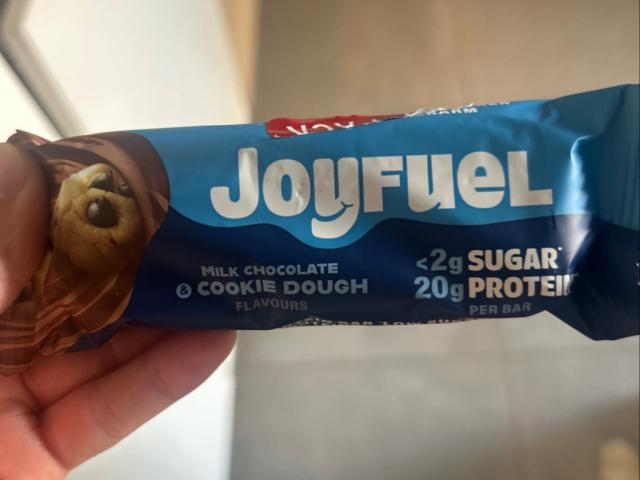 JOYFUEL
MILK CHOCOLATE
& COOKIE DOUGH
FLAVOURS
<2g SUGAR*
20g PROTEIN
PER BAR